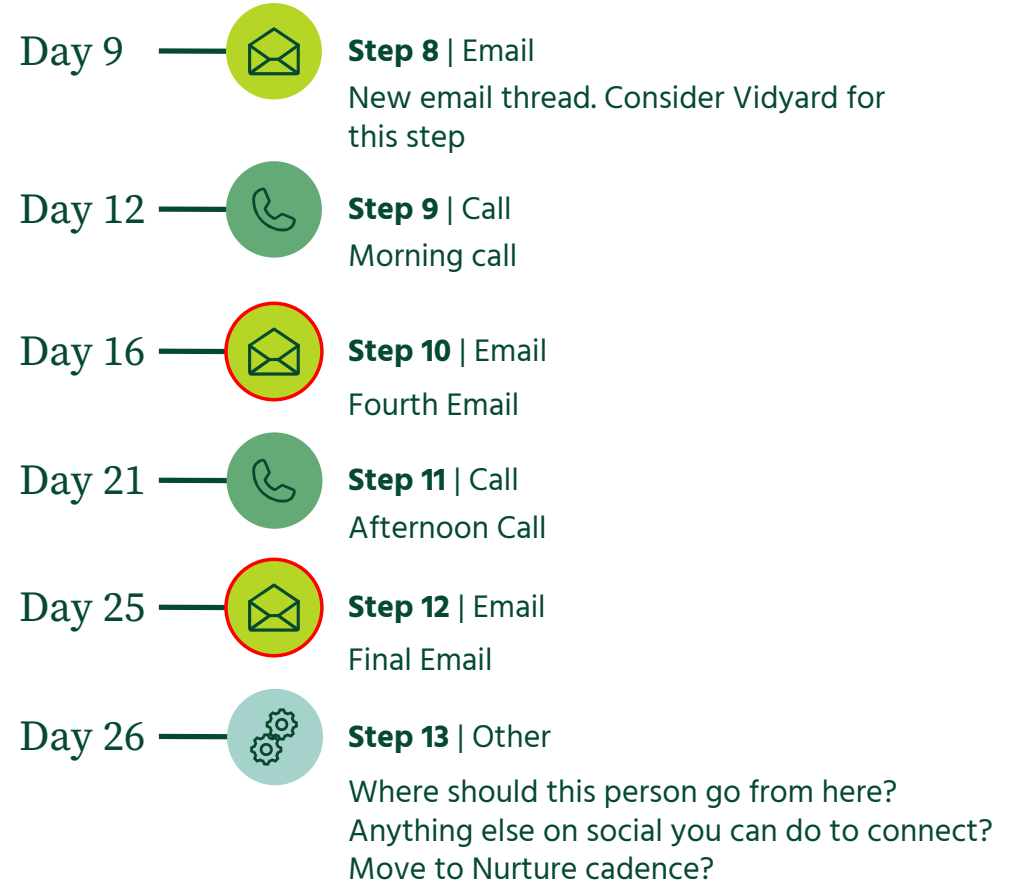 Day 9
Step 8 | Email
New email thread. Consider Vidyard for
this step
Day 12
Step 9 | Call
Morning call
Day 16
Step 10 | Email
Fourth Email
Day 21
Step 11 | Call
Afternoon Call
Day 25
Step 12 | Email
Final Email
Day 26
Step 13 | Other
Where should this person go from here?
Anything else on social you can do to connect?
Move to Nurture cadence?